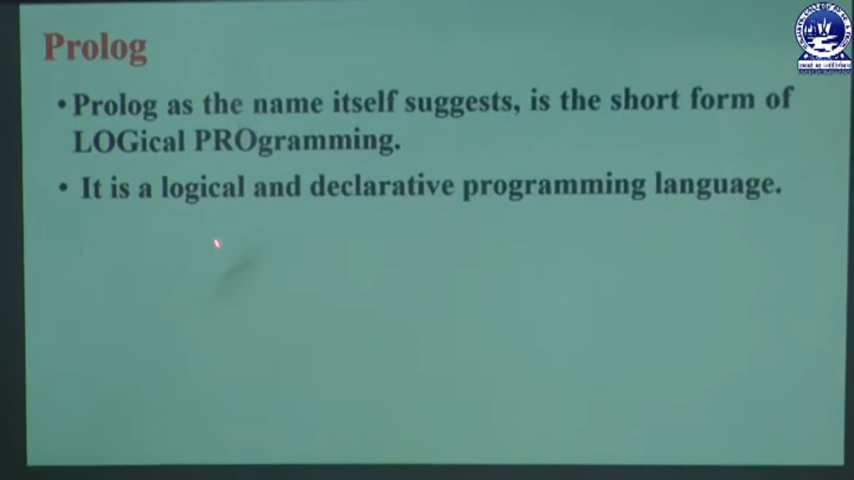 Prolog
• Prolog as the name itself suggests, is the short form of
LOGical PROgramming.
• It is a logical and declarative programming language.